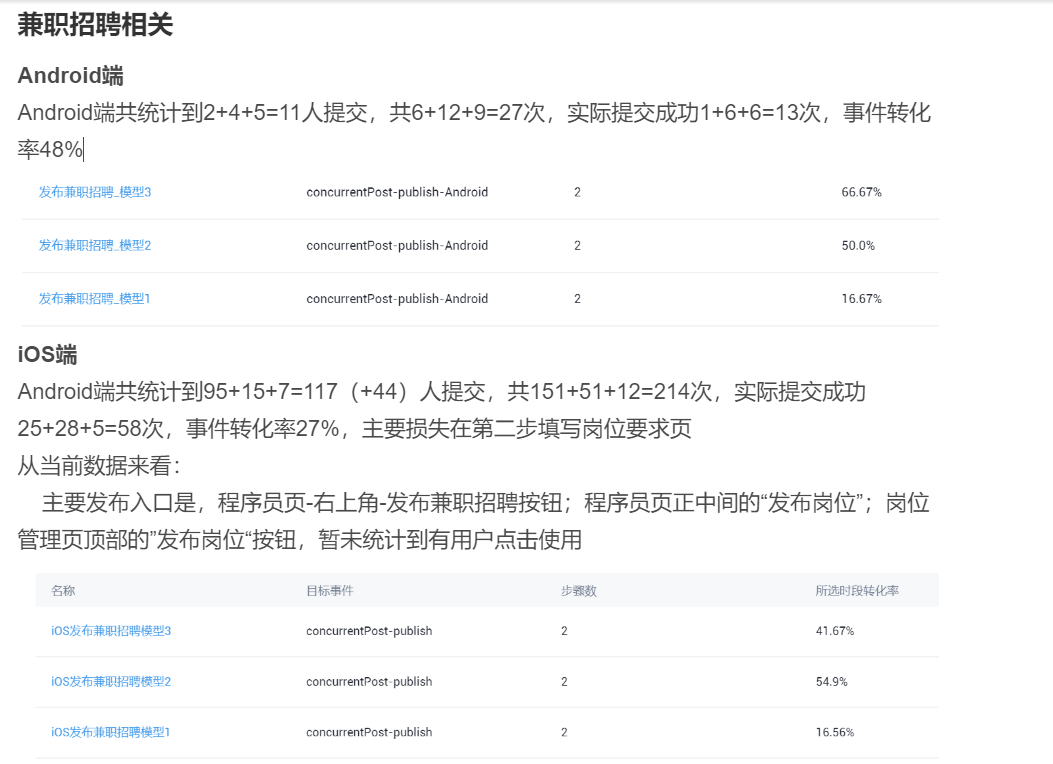 兼职招聘相关
Android端
Android端共统计到2+4+5=11人提交，共6+12+9=27次，实际提交成功1+6+6=13次，事件转化
率48%
发布兼职招聘_模型3 concurrentPost-publish-Android 2 66.67%
发布兼职招聘_模型2 concurrentPost-publish-Android 2 50.0%
发布兼职招聘_模型1 concurrentPost-publish-Android 2 16.67%
iOS端
Android端共统计到95+15+7=117（+44）人提交，共151+51+12=214次，实际提交成功
25+28+5=58次，事件转化率27%，主要损失在第二步填写岗位要求页
从当前数据来看：
主要发布入口是，程序员页-右上角-发布兼职招聘按钮；程序员页正中间的“发布岗位”；岗位
管理页顶部的”发布岗位“按钮，暂未统计到有用户点击使用
名称 目标事件 步骤数 所选时段转化率
iOS发布兼职招聘模型3 concurrentPost-publish 2 41.67%
iOS发布兼职招聘模型2 concurrentPost-publish 2 54.9%
iOS发布兼职招聘模型1 concurrentPost-publish 2 16.56%